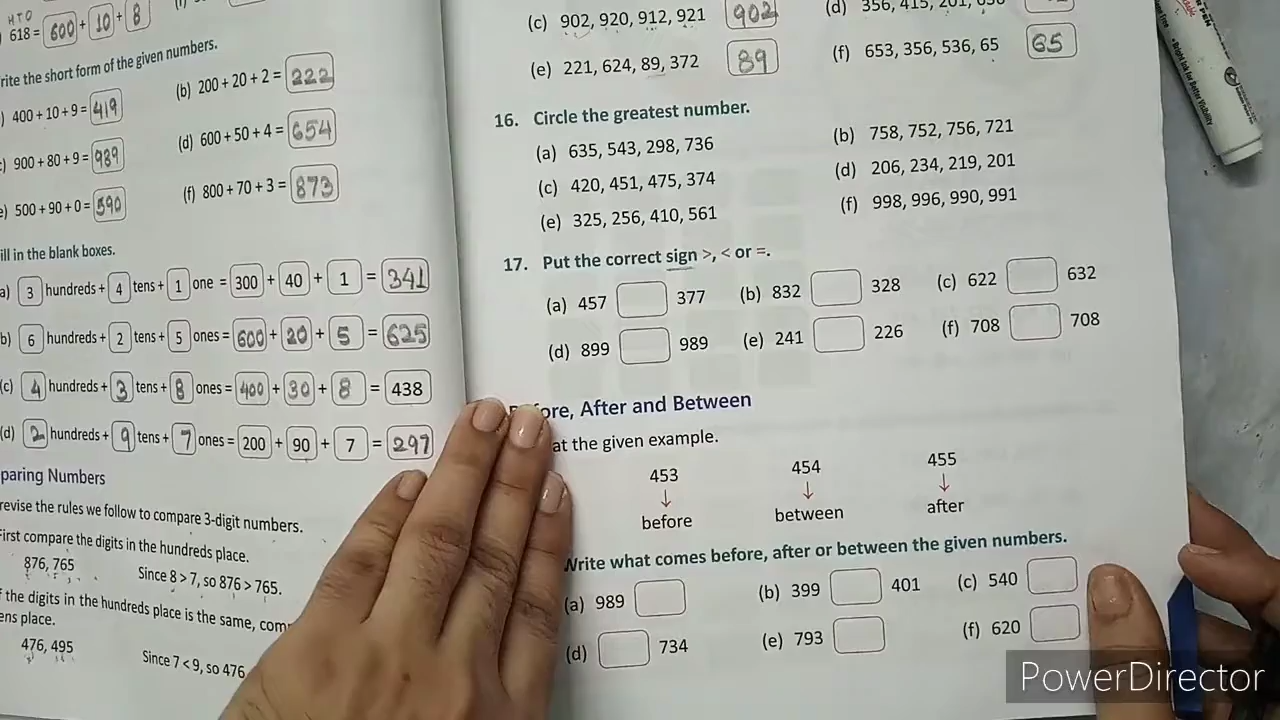 H T O
618 = 600 + 10 + 8
rite the short form of the given numbers.
) 400 + 10 + 9 = 419
(b) 200 + 20 + 2 = 222
) 900 + 80 + 9 = 989
(d) 600 + 50 + 4 = 654
e) 500 + 90 + 0 = 590
(f) 800 + 70 + 3 = 873
ill in the blank boxes.
a) 3 hundreds + 4 tens + 1 one = 300 + 40 + 1 = 341
b) 6 hundreds + 2 tens + 5 ones = 600 + 20 + 5 = 625
(c) 4 hundreds + 3 tens + 8 ones = 400 + 30 + 8 = 438
(d) 2 hundreds + 9 tens + 7 ones = 200 + 90 + 7 = 297
paring Numbers
revise the rules we follow to compare 3-digit numbers.
First compare the digits in the hundreds place.
876, 765 Since 8 > 7, so 876 > 765.
f the digits in the hundreds place is the same, com
ens place.
476, 495 Since 7 < 9, so 476
(c) 902, 920, 912, 921 902
(d) 356, 415, 201,
(e) 221, 624, 89, 372 89
(f) 653, 356, 536, 65 65
16. Circle the greatest number.
(a) 635, 543, 298, 736
(b) 758, 752, 756, 721
(c) 420, 451, 475, 374
(d) 206, 234, 219, 201
(e) 325, 256, 410, 561
(f) 998, 996, 990, 991
17. Put the correct sign >, < or =.
(a) 457 377 (b) 832 328 (c) 622 632
(d) 899 989 (e) 241 226 (f) 708 708
ore, After and Between
at the given example.
453 454 455
↓ ↓ ↓
before between after
Write what comes before, after or between the given numbers.
(a) 989 (b) 399 401 (c) 540
(d) 734 (e) 793 (f) 620
PowerDirector